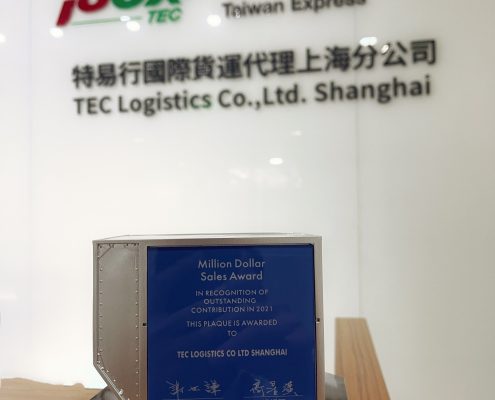 TEC
Taiwan Express
特易行國際貨運代理上海分公司
TEC Logistics Co.,Ltd. Shanghai
Million Dollar
Sales Award
IN RECOGNITION OF
OUTSTANDING
CONTRIBUTION IN 2021
THIS PLAQUE IS AWARDED
TO
TEC LOGISTICS CO LTD SHANGHAI